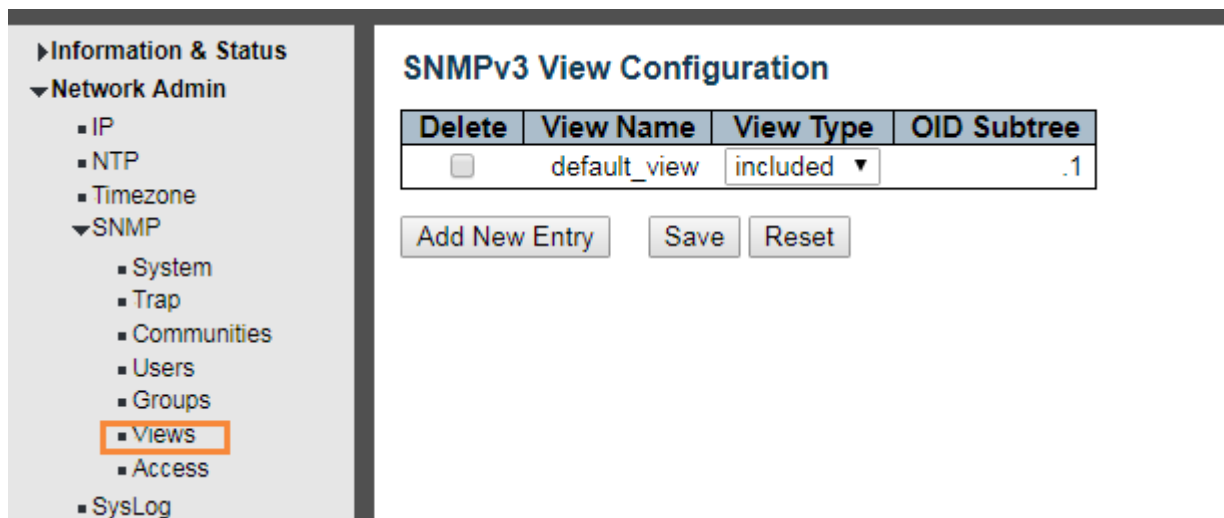 Information & Status
Network Admin
IP
NTP
Timezone
SNMP
System
Trap
Communities
Users
Groups
Views
Access
SysLog
SNMPv3 View Configuration
Delete View Name View Type OID Subtree
default_view included .1
Add New Entry Save Reset